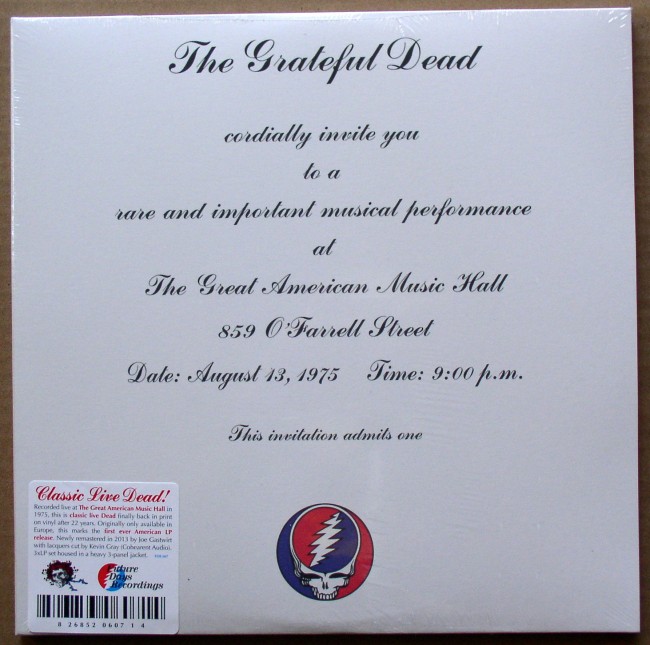 The Grateful Dead
cordially invite you
to a
rare and important musical performance
at
The Great American Music Hall
859 O'Farrell Street
Date: August 13, 1975 Time: 9:00 p.m.
This invitation admits one
Classic Live Dead!
Recorded live at The Great American Music Hall in
1975, this is classic live Dead finally back in print
on vinyl after 22 years. Originally only available in
Europe, this marks the first ever American LP
release. Newly remastered in 2013 by Joe Gastwirt
with lacquers cut by Kevin Gray (Cohearent Audio).
3xLP set housed in a heavy 3-panel jacket.
Future
Days
Recordings
8 26852 06071 4